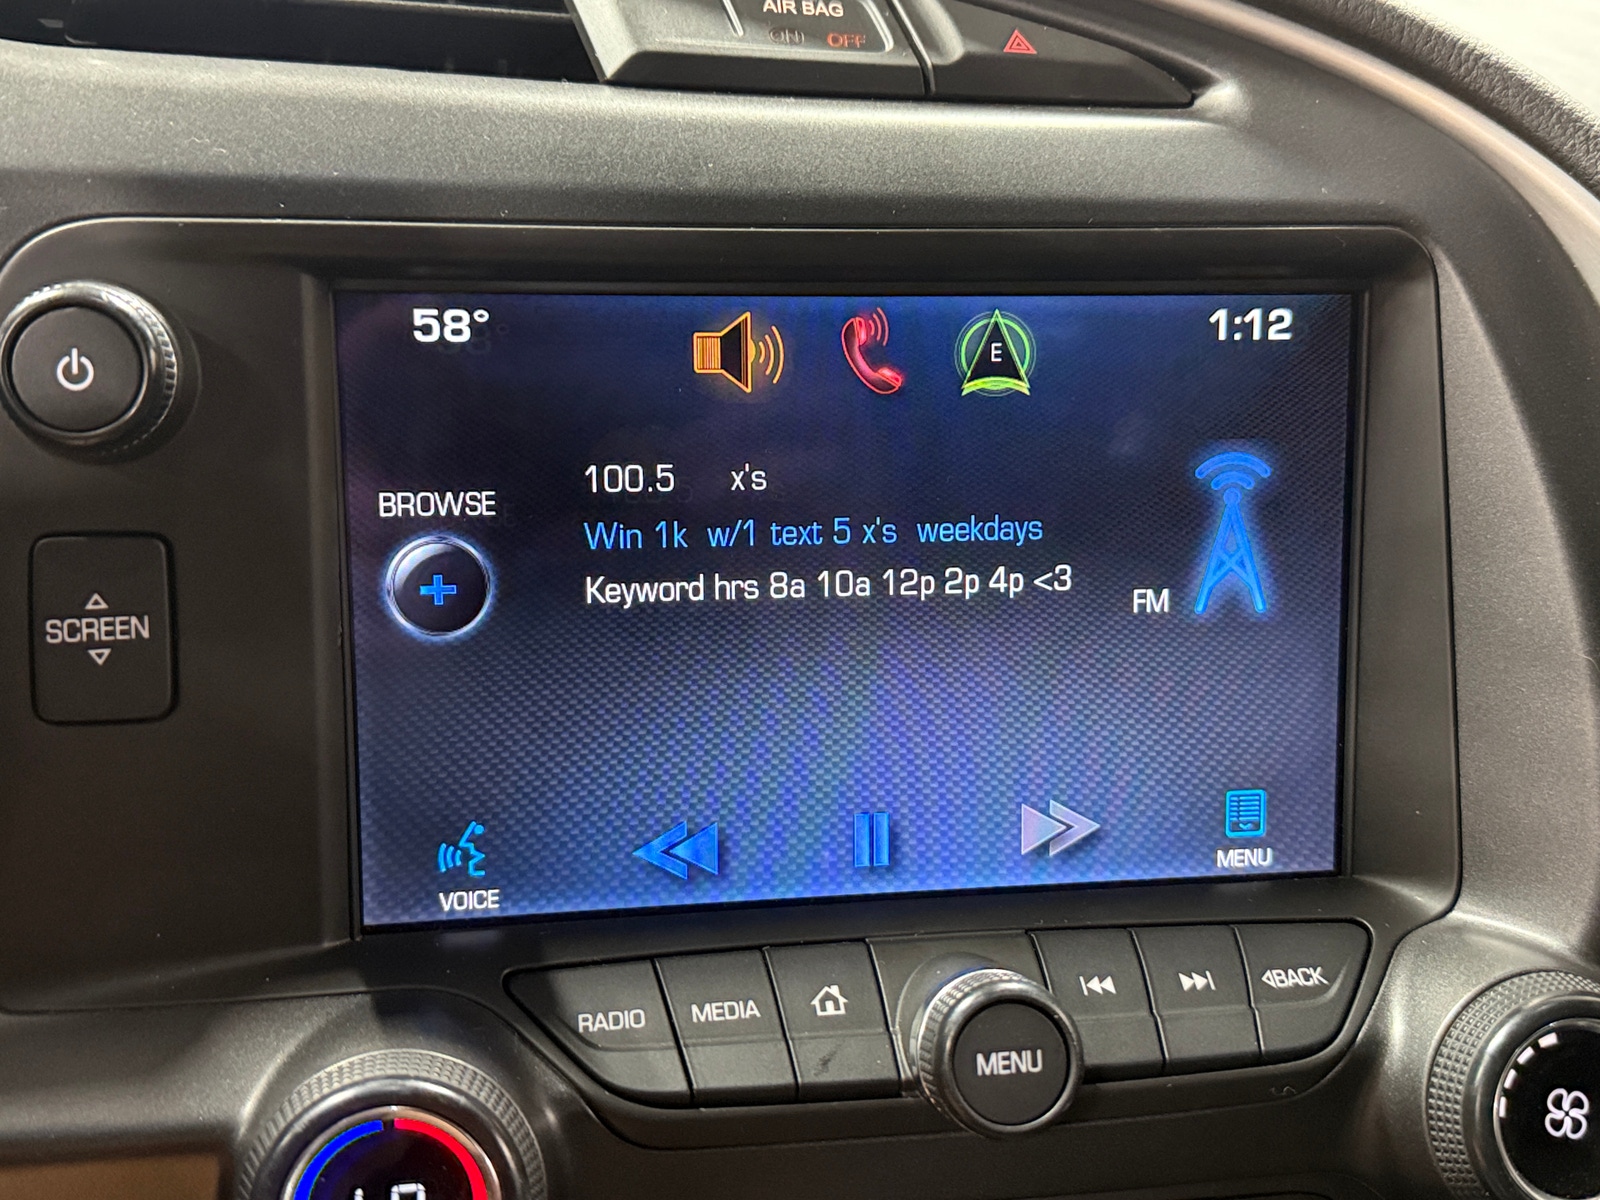 AIR BAG
ON OFF
58°
E
1:12
BROWSE
100.5 x's
Win 1k w/1 text 5 x's weekdays
Keyword hrs 8a 10a 12p 2p 4p <3
FM
SCREEN
VOICE
MENU
RADIO
MEDIA
MENU
BACK